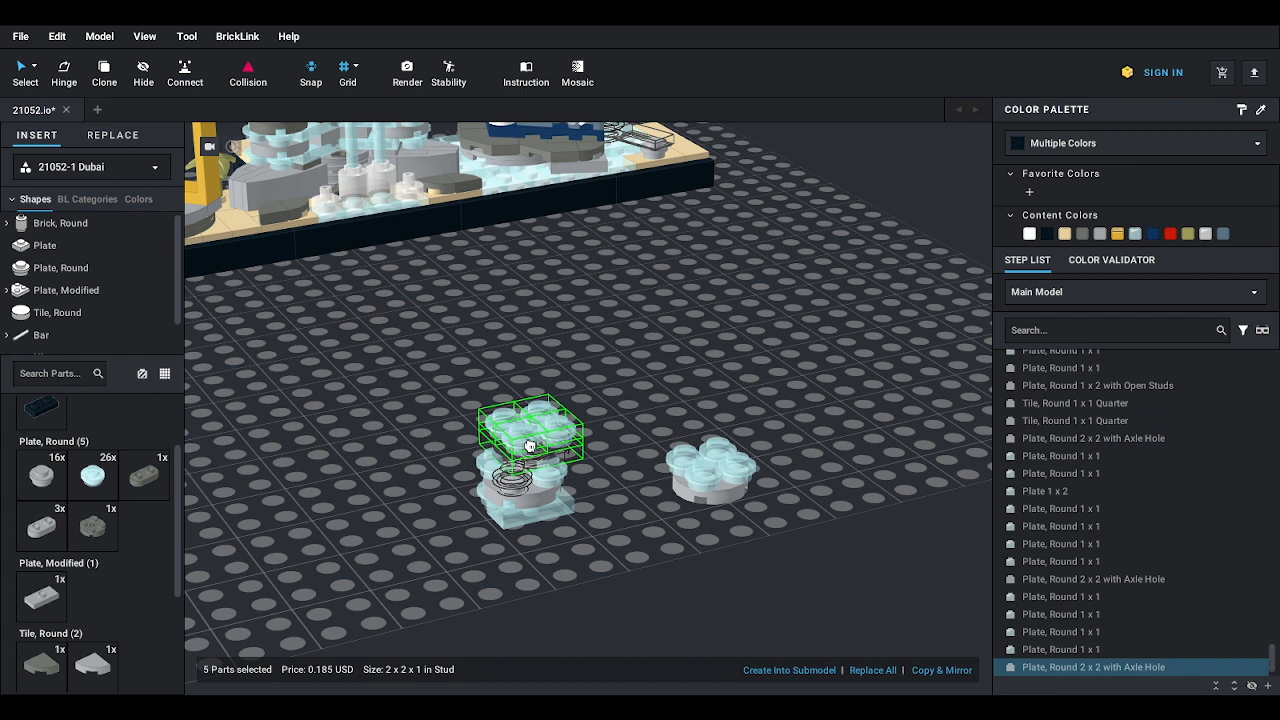 File Edit Model View Tool BrickLink Help
Select Hinge Clone Hide Connect Collision Snap Grid Render Stability Instruction Mosaic SIGN IN
21052.io*
INSERT REPLACE
21052-1 Dubai
Shapes BL Categories Colors
Brick, Round
Plate
Plate, Round
Plate, Modified
Tile, Round
Bar
Search Parts...
Plate, Round (5)
16x 26x 1x
3x 1x
Plate, Modified (1)
1x
Tile, Round (2)
1x 1x
5 Parts selected Price: 0.185 USD Size: 2 x 2 x 1 in Stud
Create Into Submodel | Replace All | Copy & Mirror
COLOR PALETTE
Multiple Colors
Favorite Colors
Content Colors
STEP LIST COLOR VALIDATOR
Main Model
Search...
Plate, Round 1 x 1
Plate, Round 1 x 1
Plate, Round 1 x 2 with Open Studs
Tile, Round 1 x 1 Quarter
Tile, Round 1 x 1 Quarter
Plate, Round 2 x 2 with Axle Hole
Plate, Round 1 x 1
Plate, Round 1 x 1
Plate 1 x 2
Plate, Round 1 x 1
Plate, Round 1 x 1
Plate, Round 1 x 1
Plate, Round 1 x 1
Plate, Round 2 x 2 with Axle Hole
Plate, Round 1 x 1
Plate, Round 1 x 1
Plate, Round 1 x 1
Plate, Round 1 x 1
Plate, Round 2 x 2 with Axle Hole